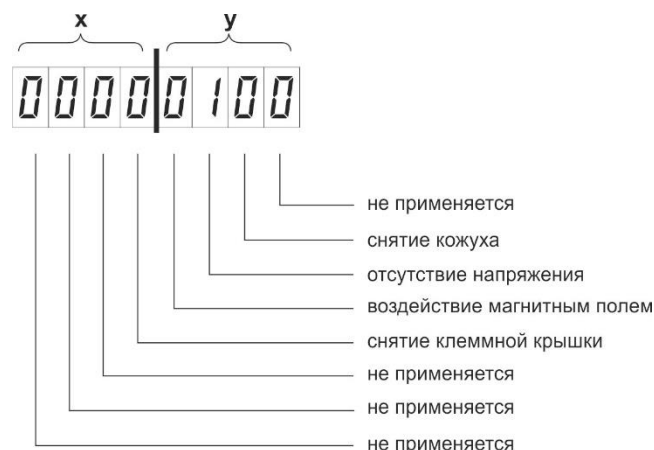 x y
0000 0100
не применяется
снятие кожуха
отсутствие напряжения
воздействие магнитным полем
снятие клеммной крышки
не применяется
не применяется
не применяется